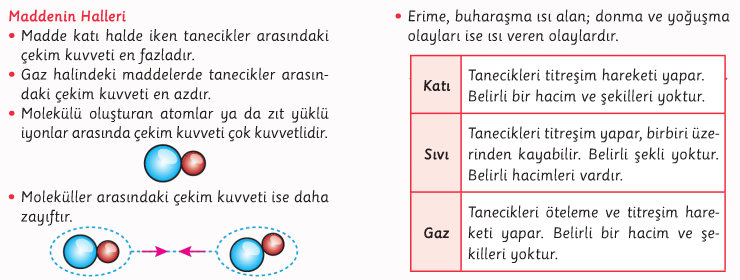 Maddenin Halleri
• Madde katı halde iken tanecikler arasındaki
çekim kuvveti en fazladır.
• Gaz halindeki maddelerde tanecikler arasın-
daki çekim kuvveti en azdır.
• Molekülü oluşturan atomlar ya da zıt yüklü
iyonlar arasında çekim kuvveti çok kuvvetlidir.
• Moleküller arasındaki çekim kuvveti ise daha
zayıftır.
• Erime, buharaşma ısı alan; donma ve yoğuşma
olayları ise ısı veren olaylardır.
Katı
Tanecikleri titreşim hareketi yapar.
Belirli bir hacim ve şekilleri yoktur.
Sıvı
Tanecikleri titreşim yapar, birbiri üze-
rinden kayabilir. Belirli şekli yoktur.
Belirli hacimleri vardır.
Gaz
Tanecikleri öteleme ve titreşim hare-
keti yapar. Belirli bir hacim ve şe-
killeri yoktur.